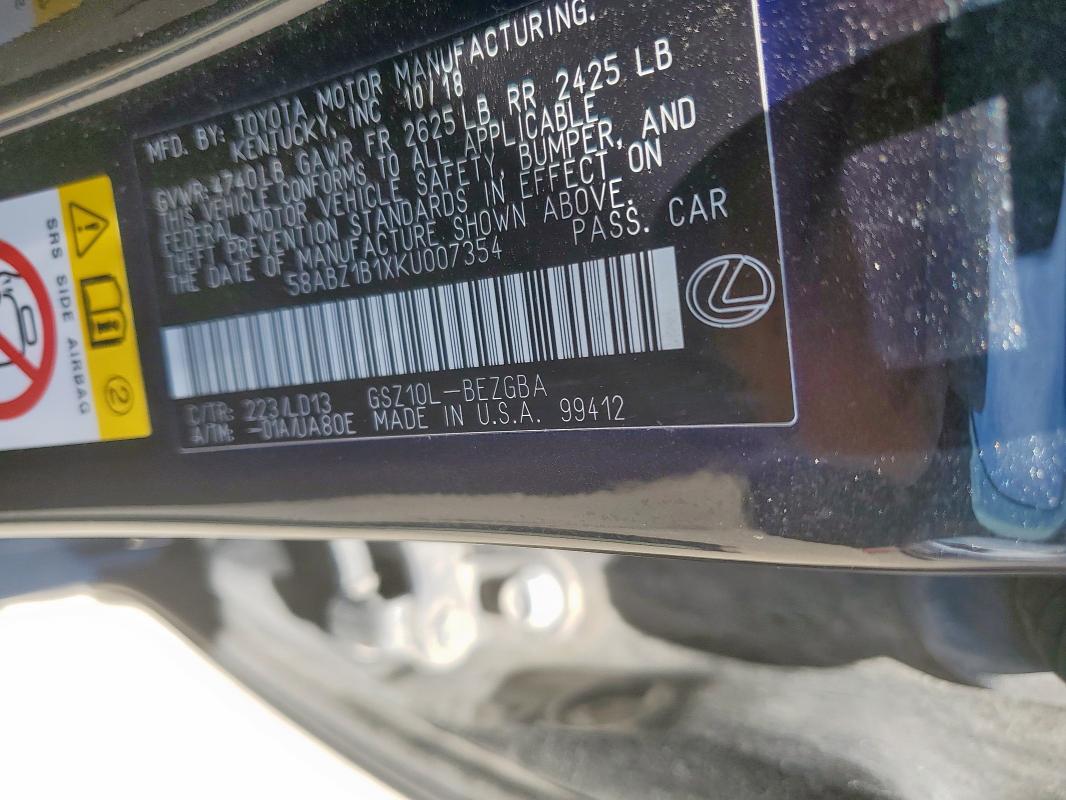 MFD. BY: TOYOTA MOTOR MANUFACTURING.
KENTUCKY, INC 10/18
GVWR 4740LB GAWR FR 2625LB RR 2425 LB
THIS VEHICLE CONFORMS TO ALL APPLICABLE
FEDERAL MOTOR VEHICLE SAFETY, BUMPER, AND
THEFT PREVENTION STANDARDS IN EFFECT ON
THE DATE OF MANUFACTURE SHOWN ABOVE.
58ABZ1B1XKU007354 PASS. CAR
C/TR: 223/LD13 GSZ10L-BEZGBA
A/TM: -01A/UA80E MADE IN U.S.A. 99412
SRS SIDE AIRBAG
2